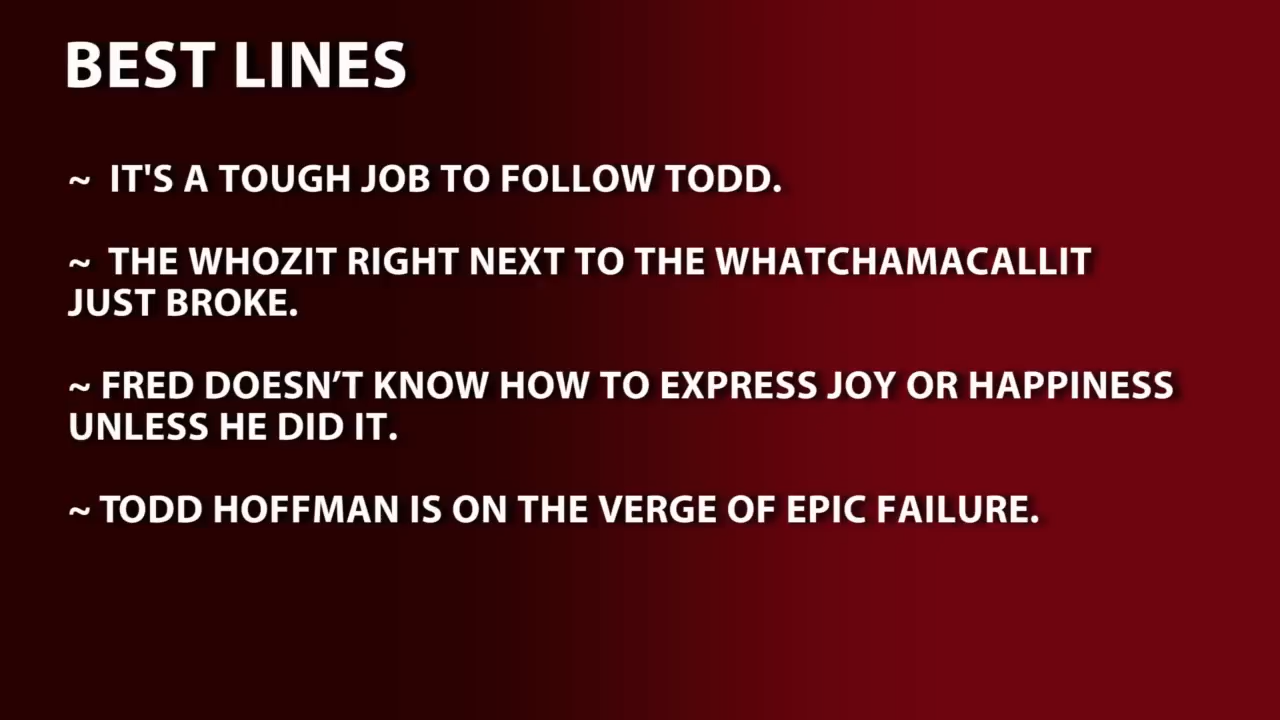 BEST LINES
~ IT'S A TOUGH JOB TO FOLLOW TODD.
~ THE WHOZIT RIGHT NEXT TO THE WHATCHAMACALLIT
JUST BROKE.
~ FRED DOESN’T KNOW HOW TO EXPRESS JOY OR HAPPINESS
UNLESS HE DID IT.
~ TODD HOFFMAN IS ON THE VERGE OF EPIC FAILURE.